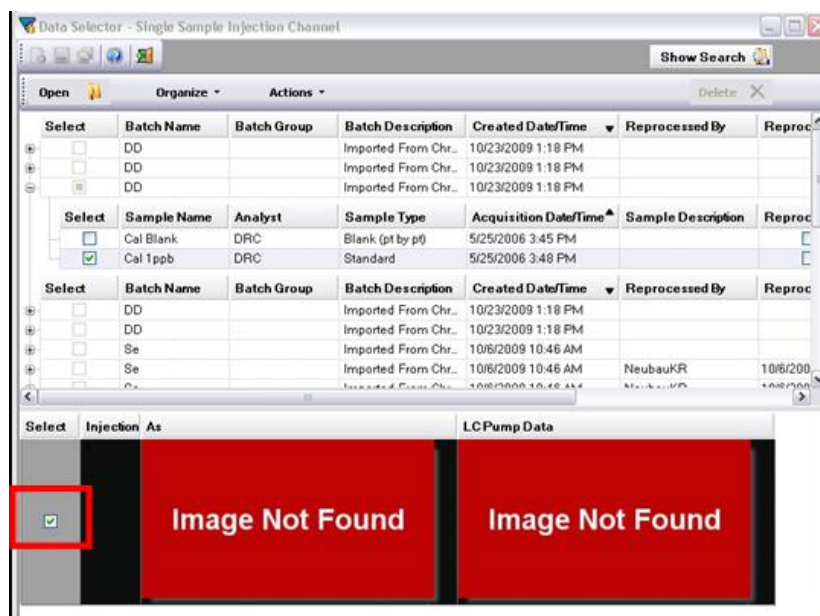 Data Selector - Single Sample Injection Channel
Show Search
Open Organize Actions Delete
Select Batch Name Batch Group Batch Description Created Date/Time Reprocessed By Reproc
DD Imported From Chr... 10/23/2009 1:18 PM
DD Imported From Chr... 10/23/2009 1:18 PM
DD Imported From Chr... 10/23/2009 1:18 PM
Select Sample Name Analyst Sample Type Acquisition Date/Time Sample Description Reproc
Cal Blank DRC Blank (pt by pt) 5/25/2006 3:45 PM
Cal 1ppb DRC Standard 5/25/2006 3:48 PM
Select Batch Name Batch Group Batch Description Created Date/Time Reprocessed By Reproc
DD Imported From Chr... 10/23/2009 1:18 PM
DD Imported From Chr... 10/23/2009 1:18 PM
Se Imported From Chr... 10/6/2009 10:46 AM
Se Imported From Chr... 10/6/2009 10:46 AM NeubauKR 10/6/200
Select Injection As LC Pump Data
Image Not Found Image Not Found